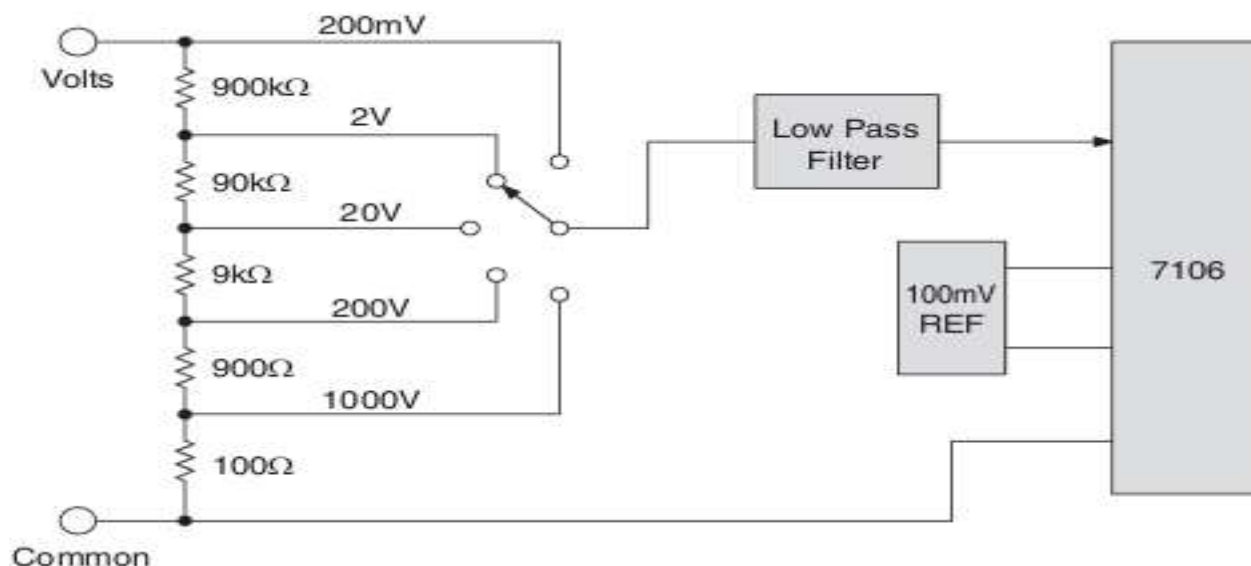 200mV
Volts
900kΩ
2V
Low Pass
Filter
90kΩ
20V
9kΩ
7106
100mV
REF
200V
900Ω
1000V
100Ω
Common